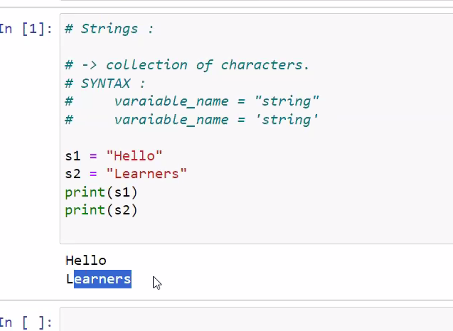 In [1]: # Strings :
# -> collection of characters.
# SYNTAX :
#     varaiable_name = "string"
#     varaiable_name = 'string'
s1 = "Hello"
s2 = "Learners"
print(s1)
print(s2)
Hello
Learners
In [ ]: